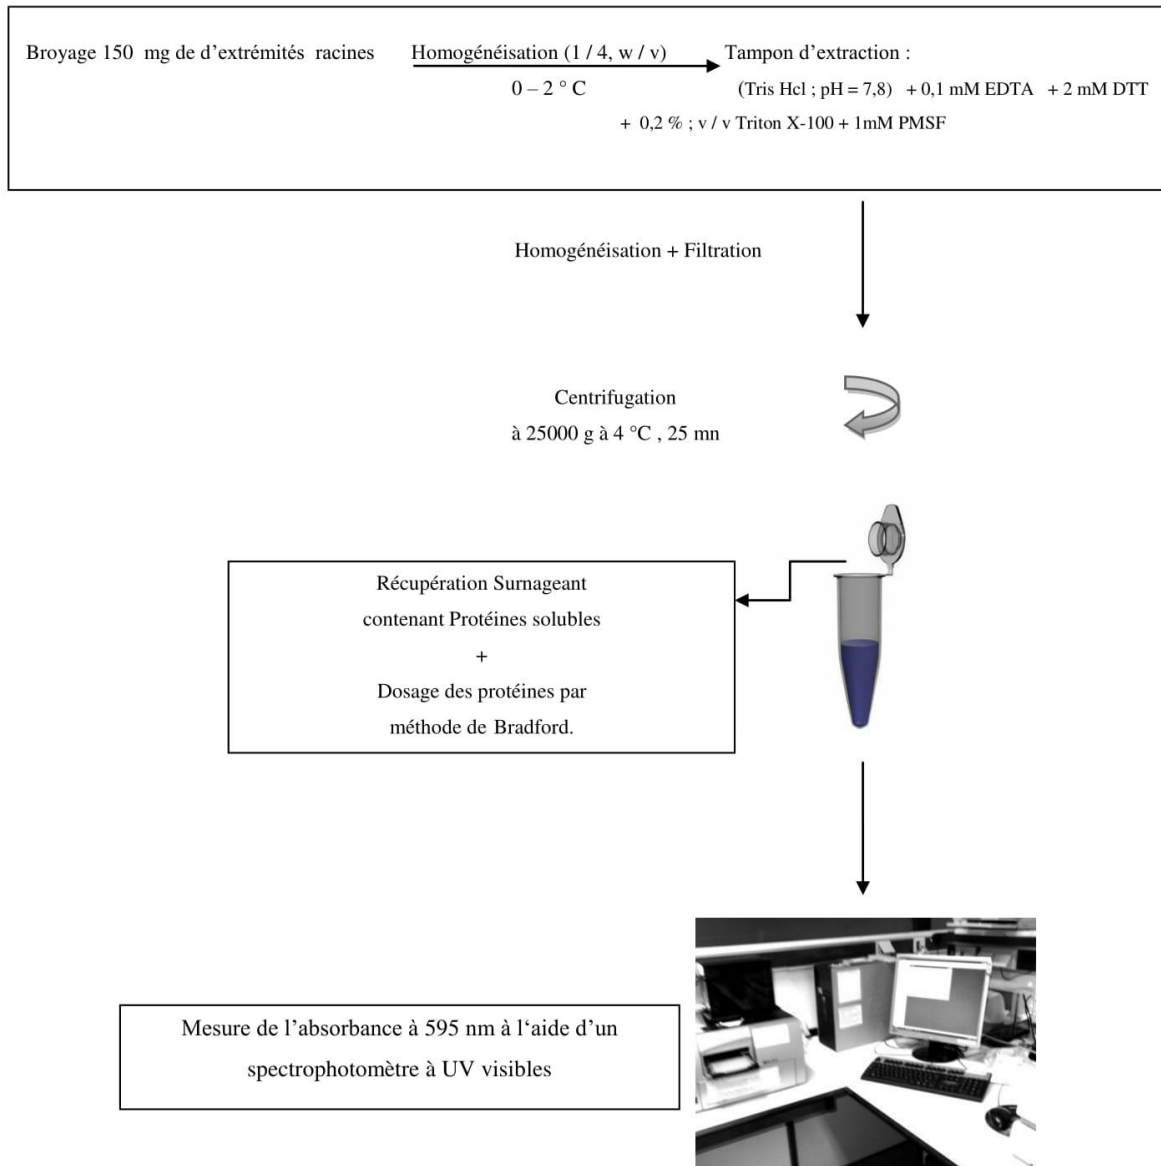 Broyage 150 mg de d’extrémités racines Homogénéisation (1 / 4, w / v) Tampon d’extraction :
0 – 2 ° C (Tris Hcl ; pH = 7,8) + 0,1 mM EDTA + 2 mM DTT
+ 0,2 % ; v / v Triton X-100 + 1mM PMSF
Homogénéisation + Filtration
Centrifugation
à 25000 g à 4 °C , 25 mn
Récupération Surnageant
contenant Protéines solubles
+
Dosage des protéines par
méthode de Bradford.
Mesure de l’absorbance à 595 nm à l‘aide d’un
spectrophotomètre à UV visibles